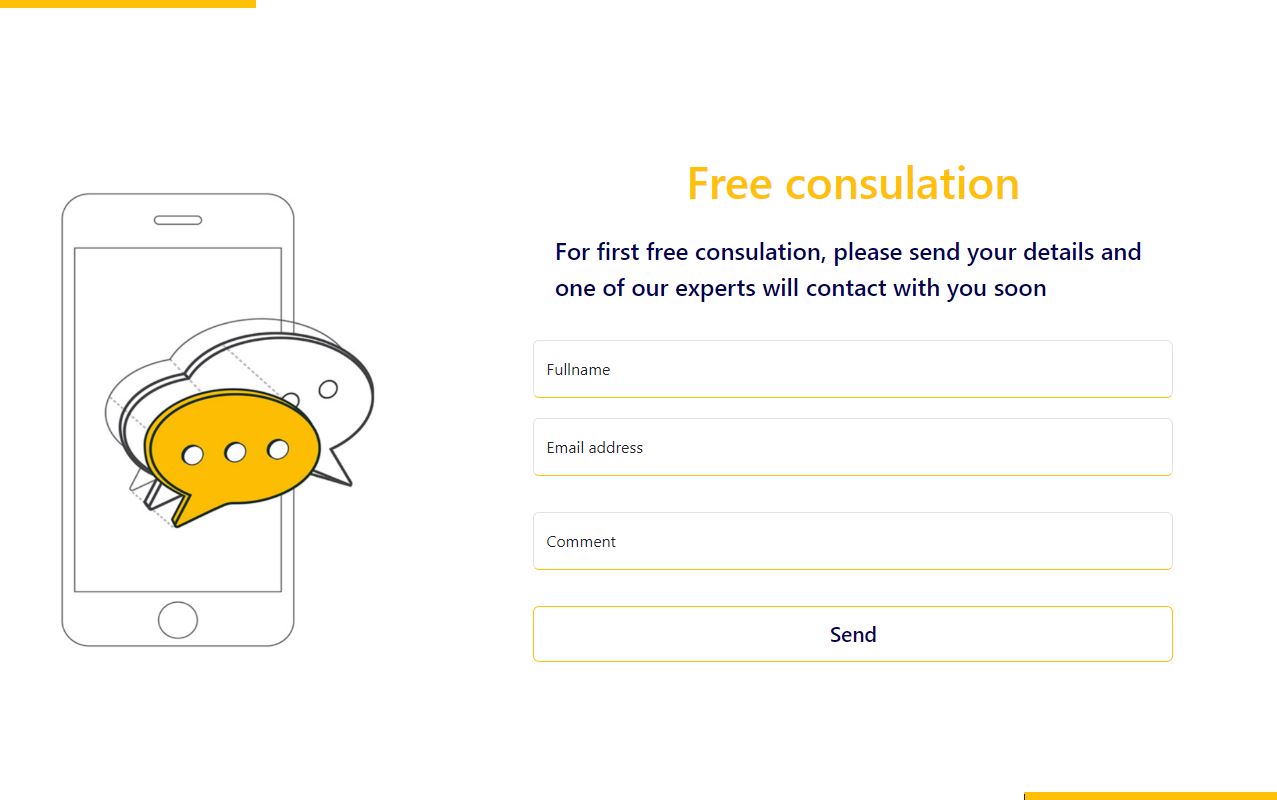 Free consulation
For first free consulation, please send your details and
one of our experts will contact with you soon
Fullname
Email address
Comment
Send